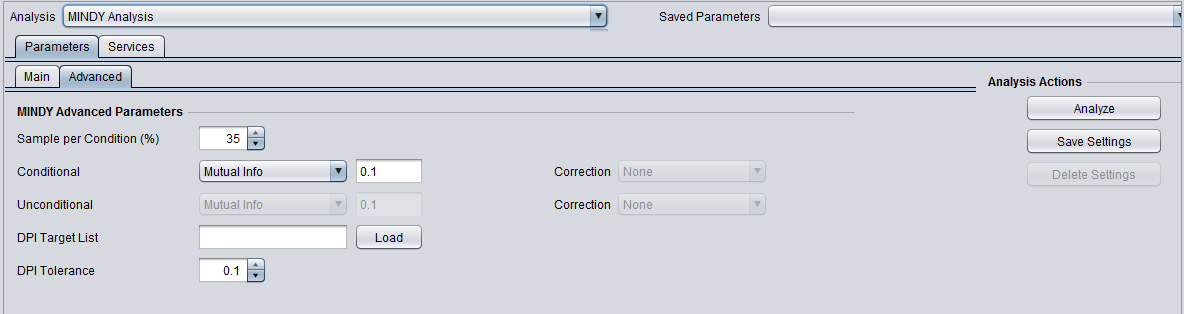 Analysis MINDY Analysis Saved Parameters
Parameters Services
Main Advanced
Analysis Actions
MINDY Advanced Parameters
Analyze
Sample per Condition (%) 35
Save Settings
Conditional Mutual Info 0.1 Correction None
Delete Settings
Unconditional Mutual Info 0.1 Correction None
DPI Target List Load
DPI Tolerance 0.1